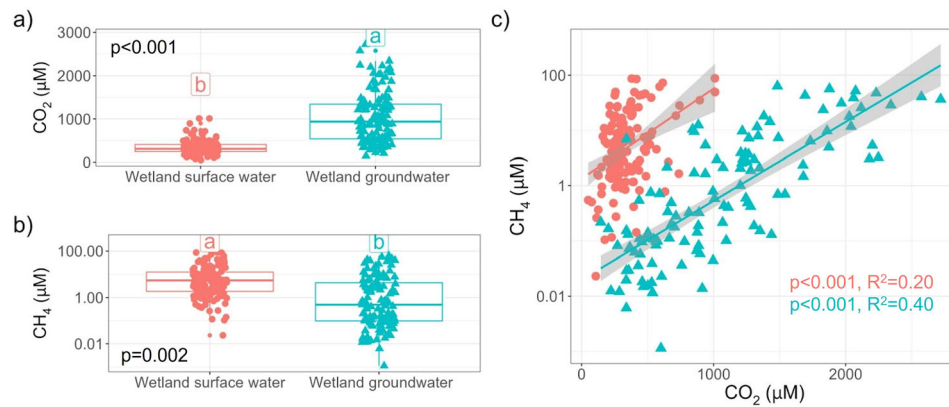 a)
p<0.001
a
b
CO₂ (µM)
3000
2000
1000
0
Wetland surface water
Wetland groundwater
b)
a
b
CH₄ (µM)
100.00
1.00
0.01
p=0.002
Wetland surface water
Wetland groundwater
c)
CH₄ (µM)
100
1
0.01
p<0.001, R²=0.20
p<0.001, R²=0.40
0
1000
2000
CO₂ (µM)